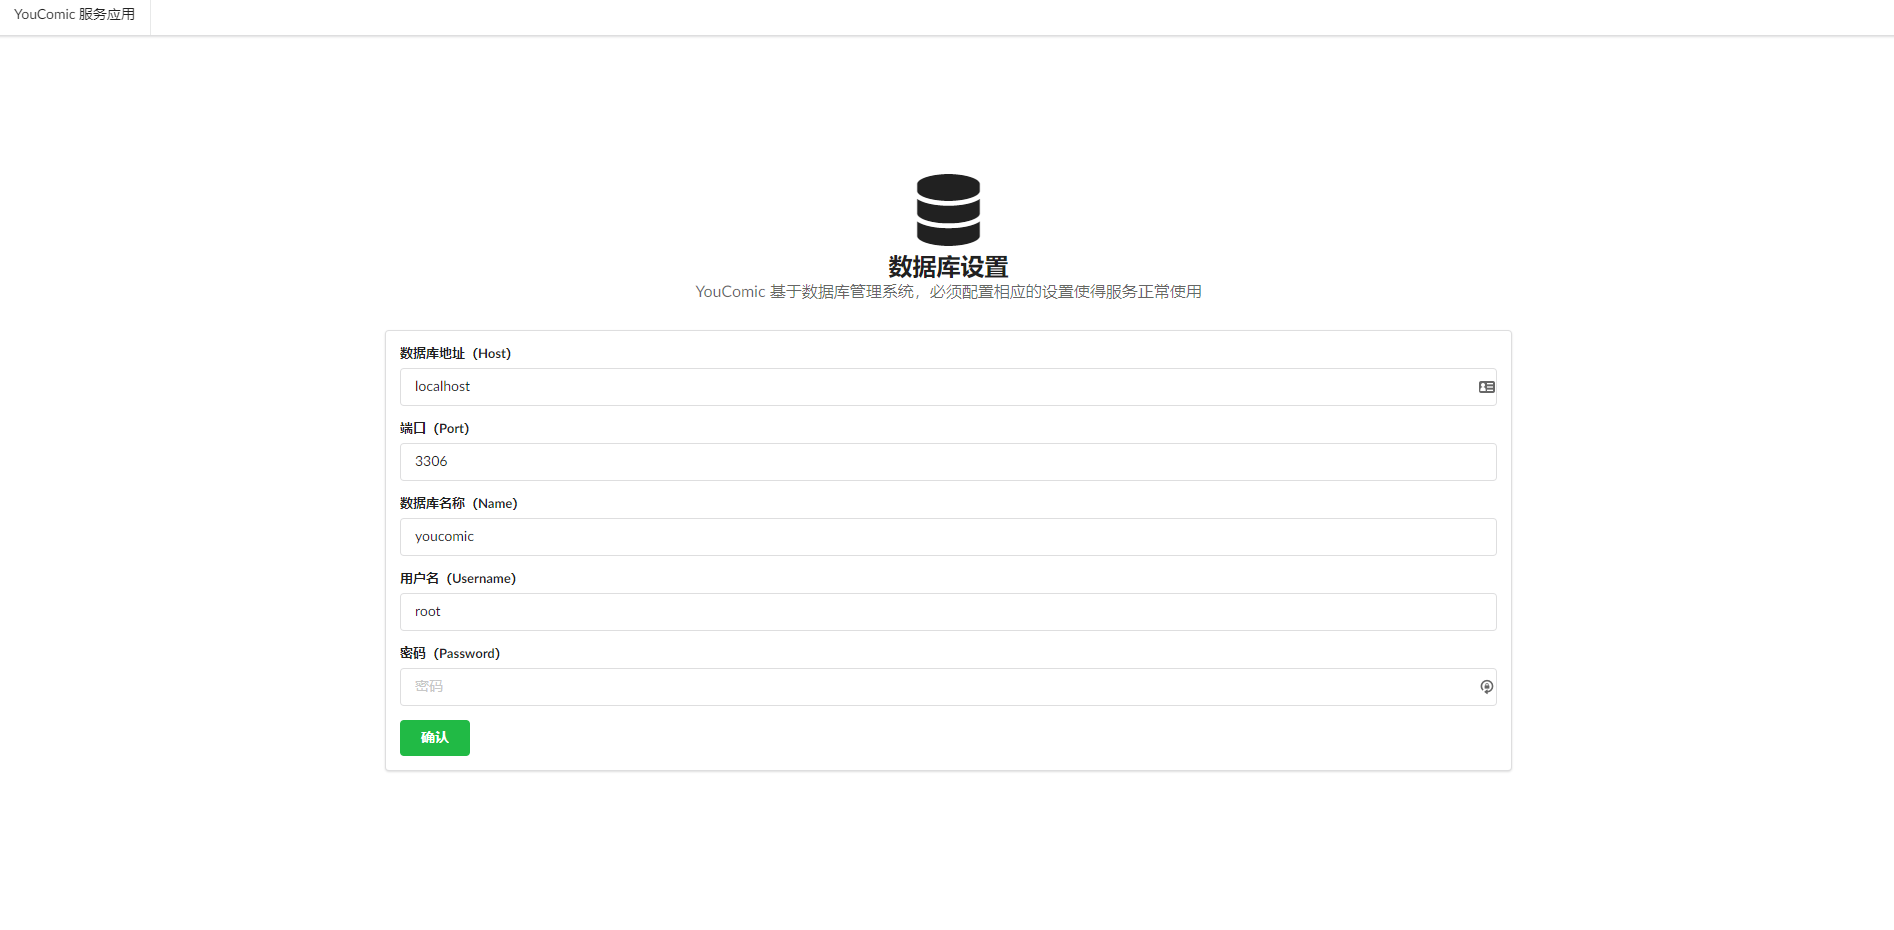 YouComic 服务应用
数据库设置
YouComic 基于数据库管理系统，必须配置相应的设置使得服务正常使用
数据库地址（Host）
localhost
端口（Port）
3306
数据库名称（Name）
youcomic
用户名（Username）
root
密码（Password）
密码
确认